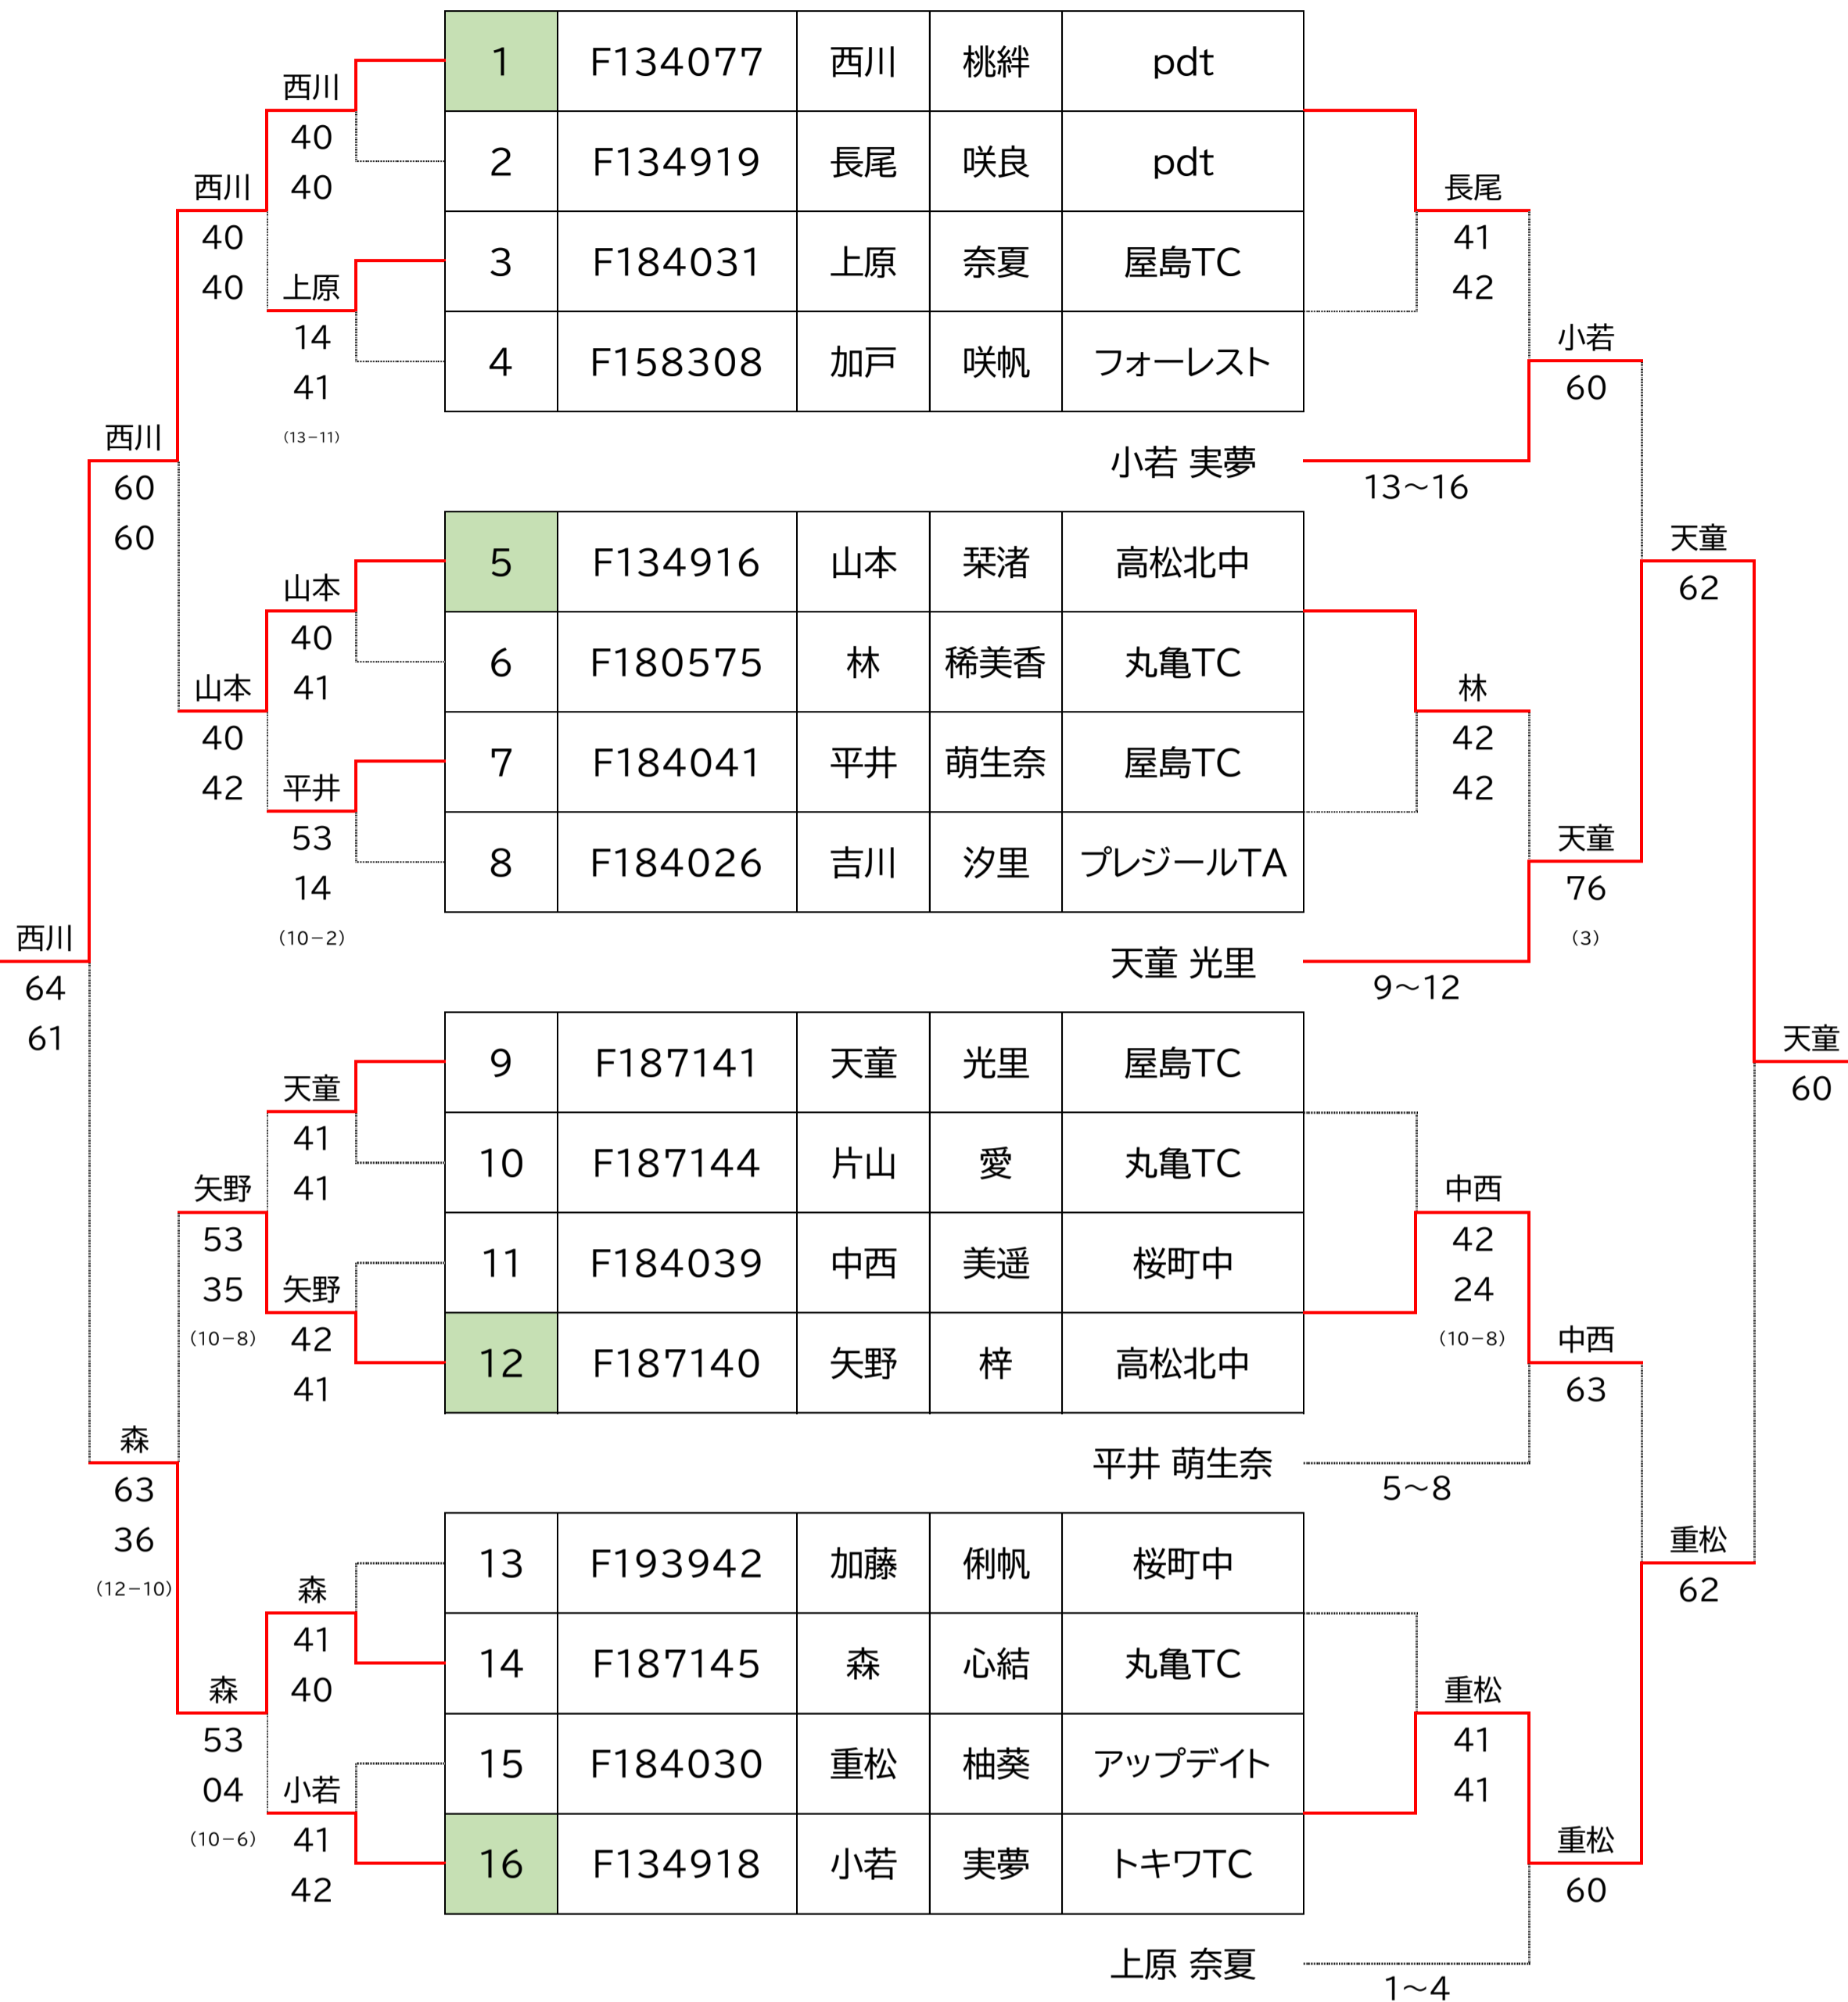 1 F134077 西川 桃絆 pdt
西川
40
2 F134919 長尾 咲良 pdt
西川
40
長尾
40
3 F184031 上原 奈夏 屋島TC
41
40
上原
42
14
小若
4 F158308 加戸 咲帆 フォーレスト
41
60
西川
(13-11)
小若 実夢
60
13～16
60
天童
5 F134916 山本 栞渚 高松北中
山本
62
40
6 F180575 林 稀美香 丸亀TC
山本
41
林
40
42
7 F184041 平井 萌生奈 屋島TC
42
平井
42
53
天童
8 F184026 吉川 汐里 プレジールTA
14
76
西川
(10-2)
(3)
天童 光里
64
9～12
61
天童
9 F187141 天童 光里 屋島TC
天童
60
41
10 F187144 片山 愛 丸亀TC
矢野
41
中西
53
42
11 F184039 中西 美遥 桜町中
35
矢野
24
(10-8)
42
(10-8)
中西
12 F187140 矢野 梓 高松北中
41
63
森
平井 萌生奈
63
5～8
36
重松
13 F193942 加藤 俐帆 桜町中
(12-10)
森
62
41
14 F187145 森 心結 丸亀TC
森
40
重松
53
41
15 F184030 重松 柚葵 アップデイト
04
小若
41
(10-6)
41
重松
16 F134918 小若 実夢 トキワTC
42
60
上原 奈夏
1～4